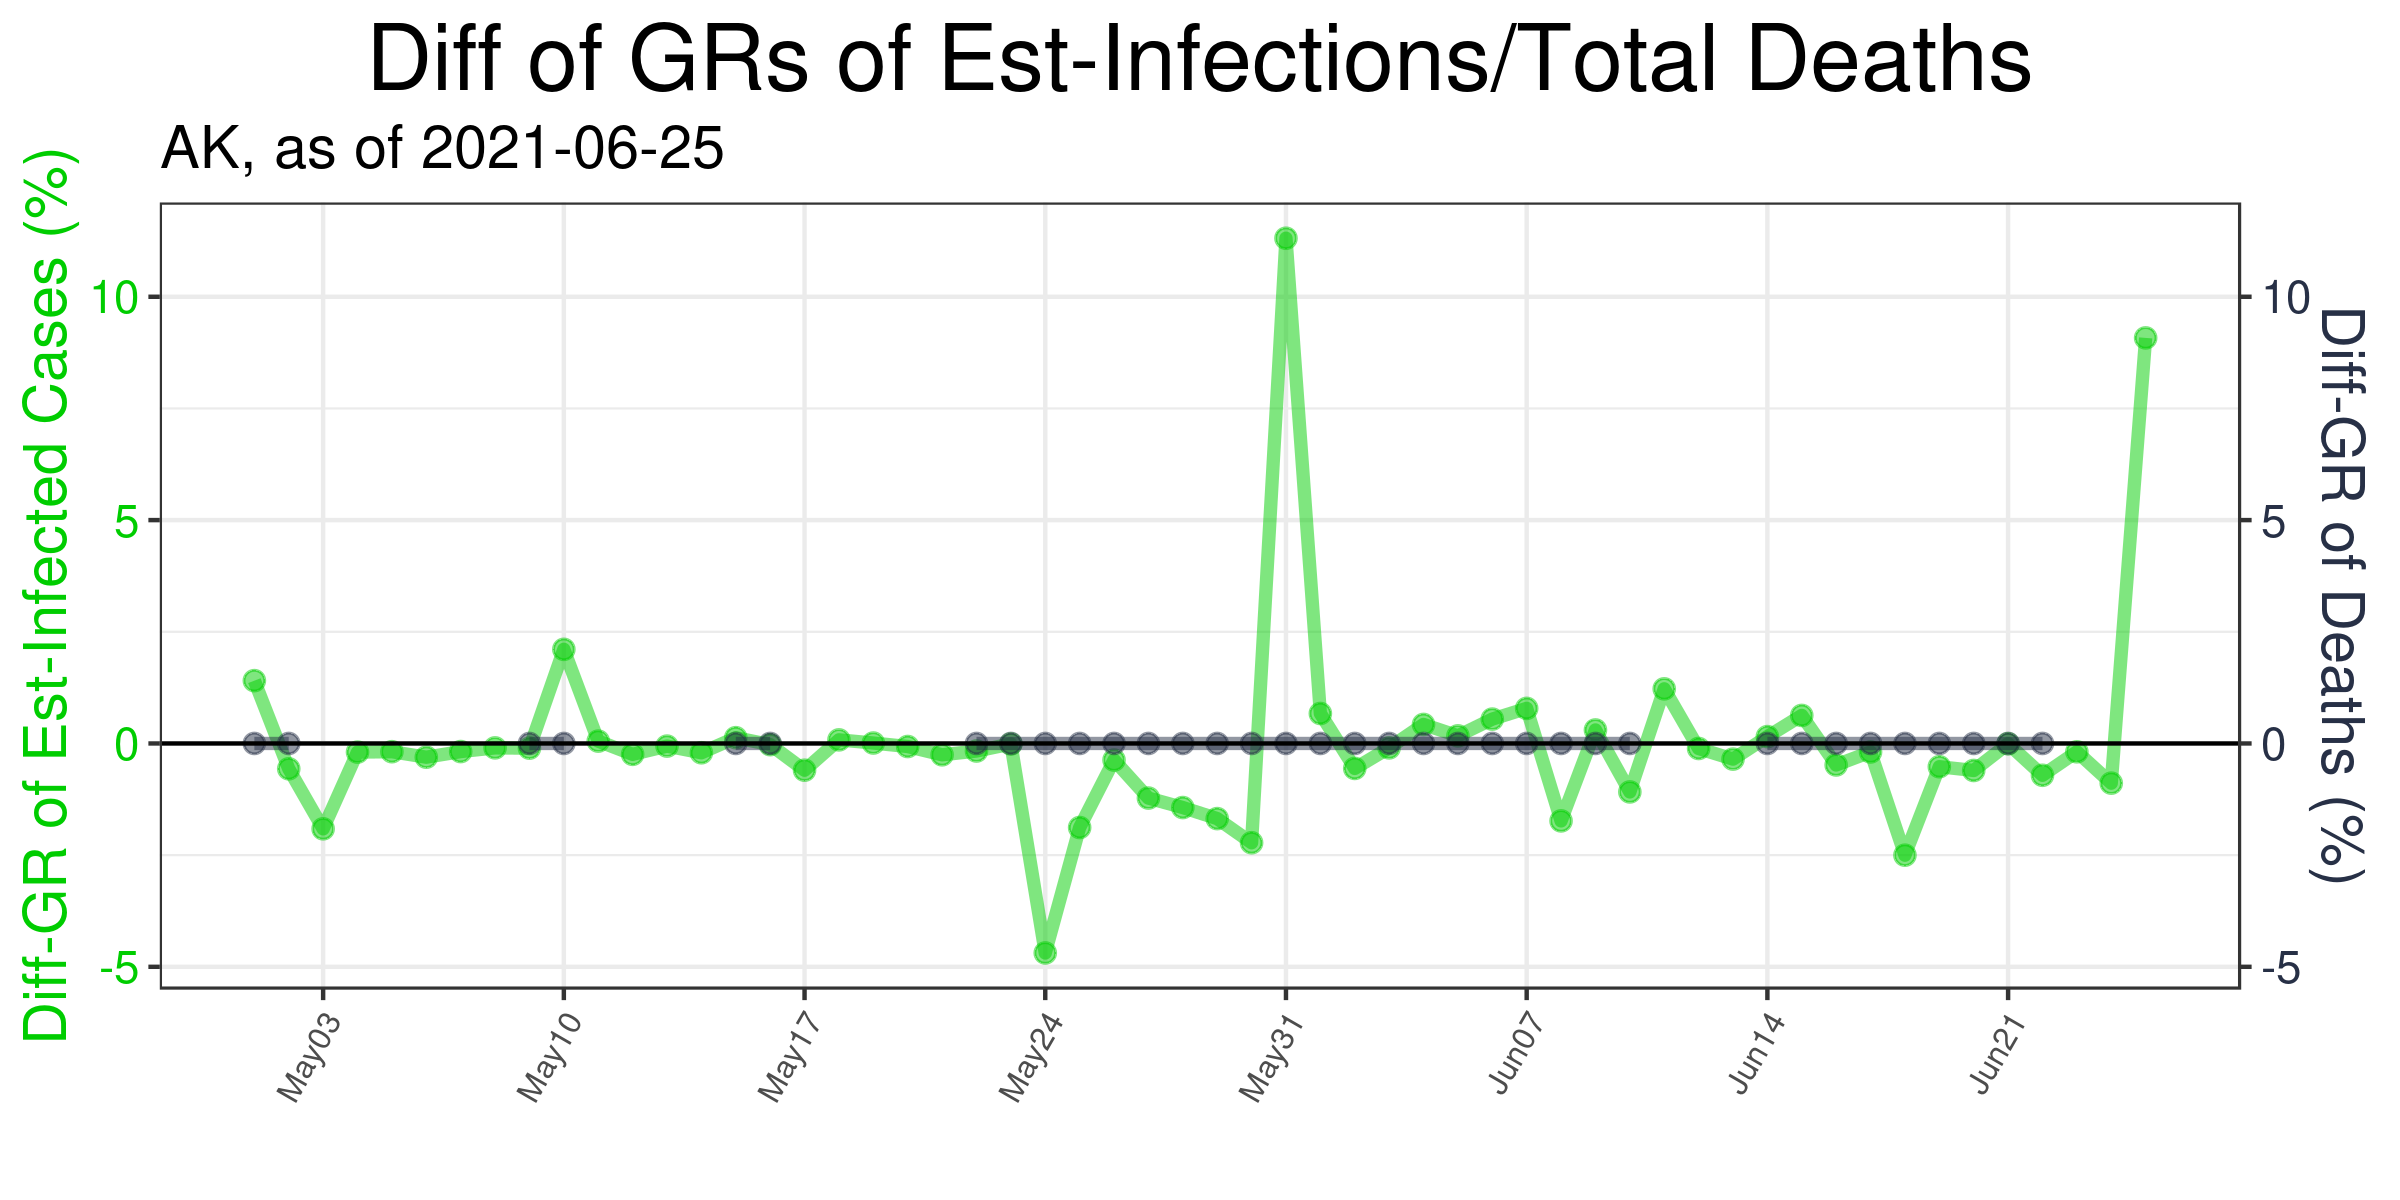 Diff of GRs of Est-Infections/Total Deaths
AK, as of 2021-06-25
Diff-GR of Est-Infected Cases (%)
10
5
0
-5
10
5
0
-5
Diff-GR of Deaths (%)
May03
May10
May17
May24
May31
Jun07
Jun14
Jun21